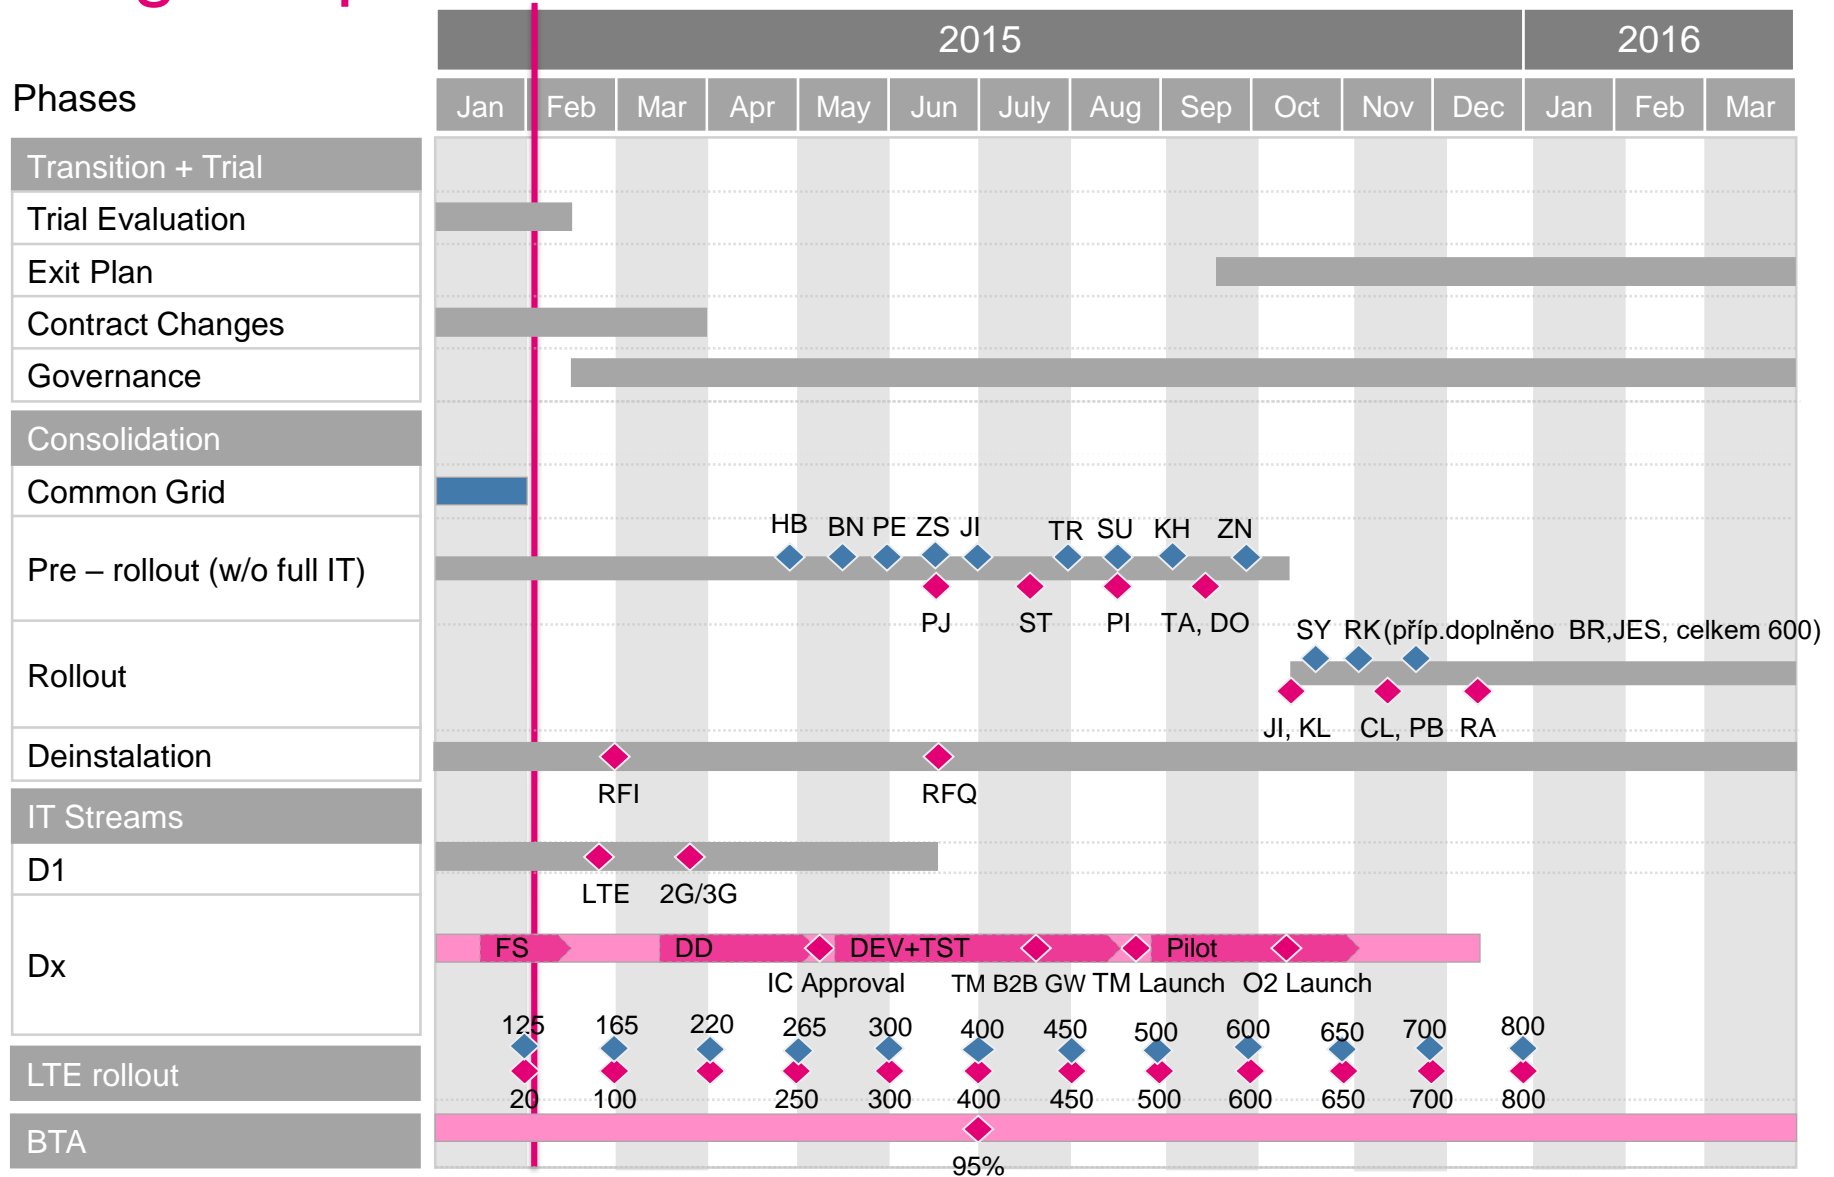 2015 2016
Phases
Jan Feb Mar Apr May Jun July Aug Sep Oct Nov Dec Jan Feb Mar
Transition + Trial
Trial Evaluation
Exit Plan
Contract Changes
Governance
Consolidation
Common Grid
HB BN PE ZS JI TR SU KH ZN
Pre – rollout (w/o full IT)
PJ ST PI TA, DO
SY RK (příp.doplněno BR,JES, celkem 600)
Rollout
JI, KL CL, PB RA
Deinstalation
RFI RFQ
IT Streams
D1
LTE 2G/3G
FS DD DEV+TST Pilot
Dx
IC Approval TM B2B GW TM Launch O2 Launch
125 165 220 265 300 400 450 500 600 650 700 800
LTE rollout
20 100 250 300 400 450 500 600 650 700 800
BTA
95%